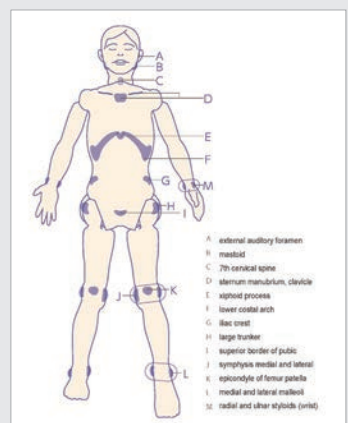 A
B
C
D
E
F
G
M
H
I
J
K
L
A external auditory foramen
B mastoid
C 7th cervical spine
D sternum manubrium, clavicle
E xiphoid process
F lower costal arch
G iliac crest
H large trunker
I superior border of pubic
J symphysis medial and lateral
K epicondyle of femur patella
L medial and lateral malleoli
M radial and ulnar styloids (wrist)